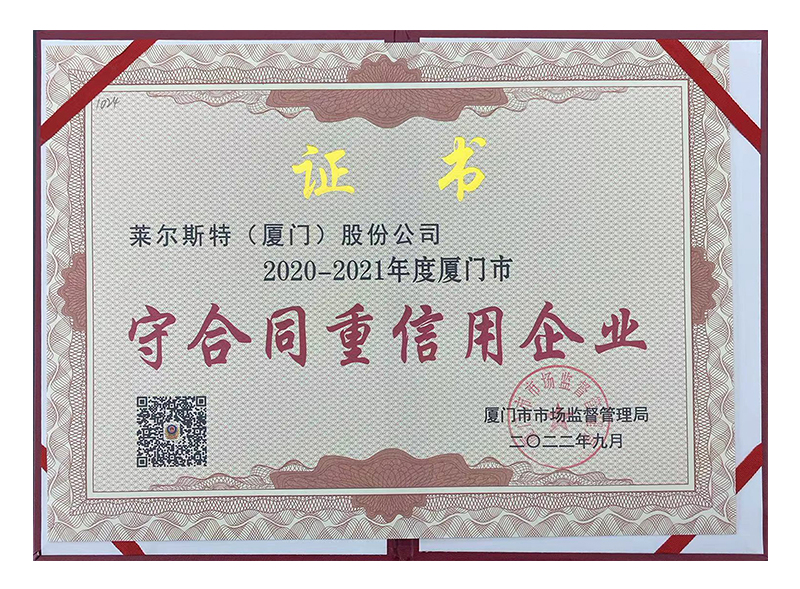 1024
证书
莱尔斯特（厦门）股份公司
2020-2021年度厦门市
守合同重信用企业
厦门市市场监督管理局
二〇二二年九月